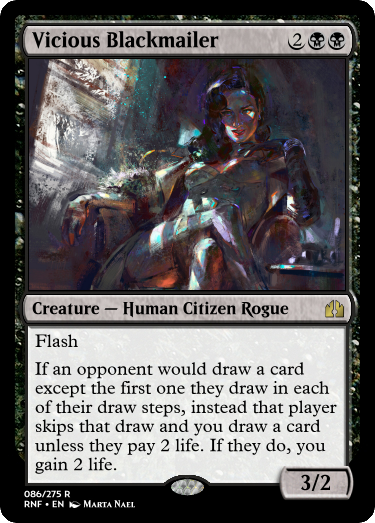 Vicious Blackmailer 2
Creature — Human Citizen Rogue
Flash
If an opponent would draw a card
except the first one they draw in each
of their draw steps, instead that player
skips that draw and you draw a card
unless they pay 2 life. If they do, you
gain 2 life.
3/2
086/275 R
RNF • EN Marta Nael